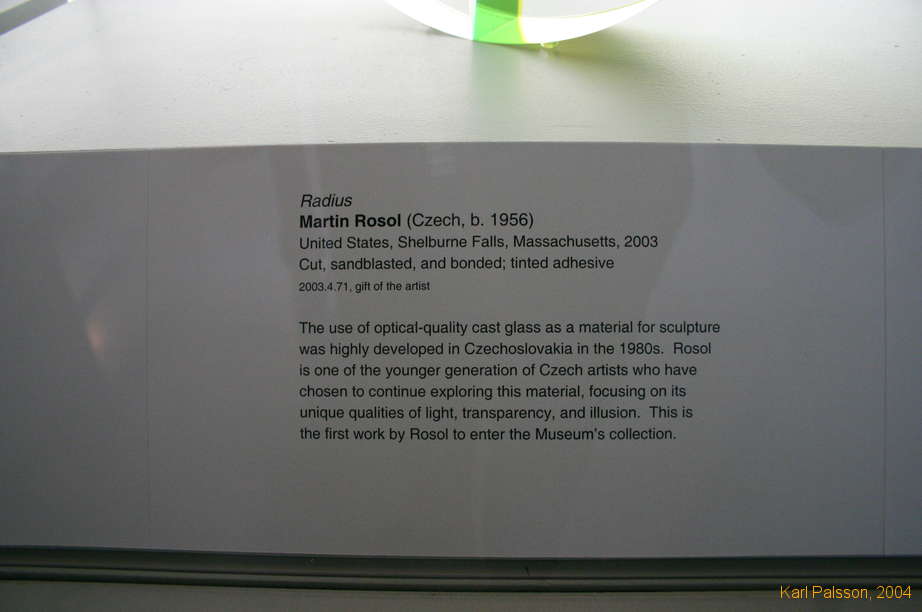 Radius
Martin Rosol (Czech, b. 1956)
United States, Shelburne Falls, Massachusetts, 2003
Cut, sandblasted, and bonded; tinted adhesive
2003.4.71, gift of the artist
The use of optical-quality cast glass as a material for sculpture
was highly developed in Czechoslovakia in the 1980s.  Rosol
is one of the younger generation of Czech artists who have
chosen to continue exploring this material, focusing on its
unique qualities of light, transparency, and illusion.  This is
the first work by Rosol to enter the Museum's collection.
Karl Palsson, 2004